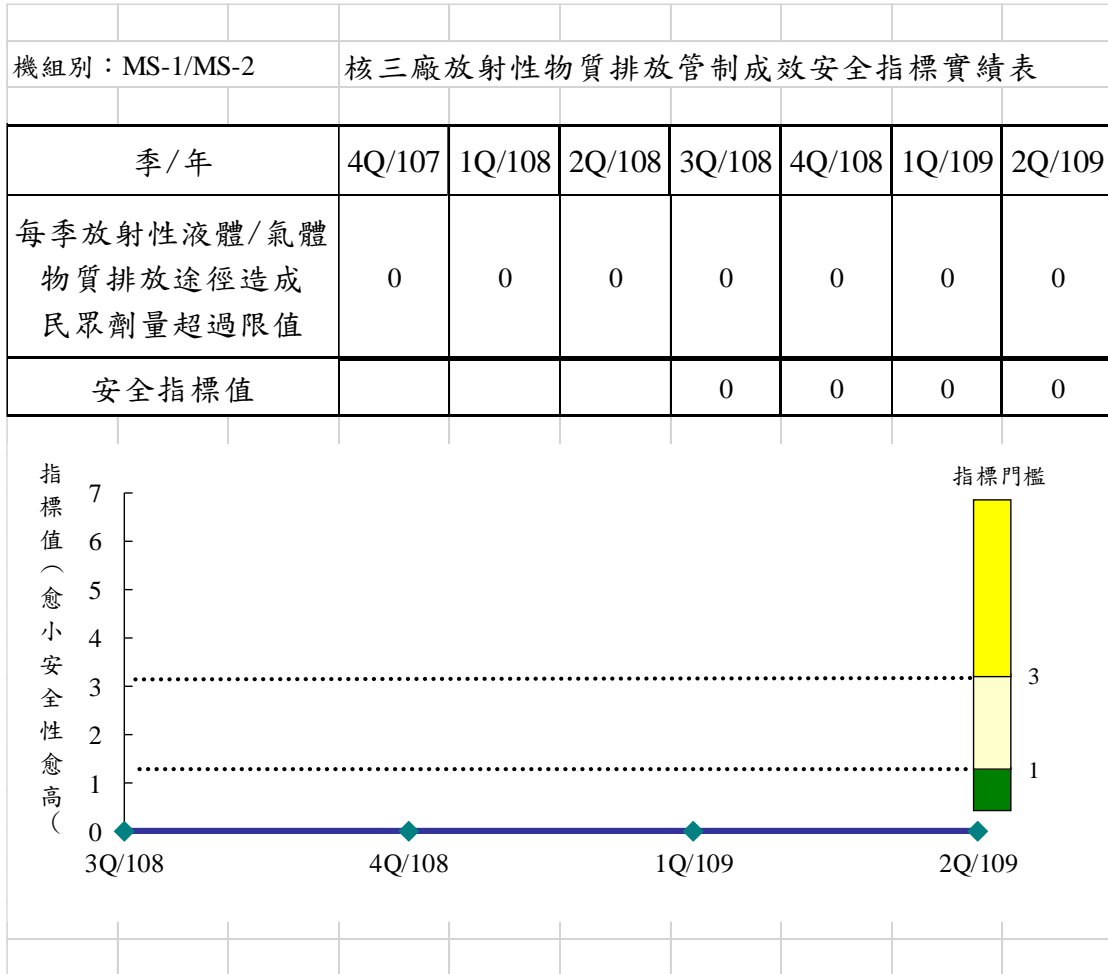 機組別：MS-1/MS-2 核三廠放射性物質排放管制成效安全指標實績表
季/年 4Q/107 1Q/108 2Q/108 3Q/108 4Q/108 1Q/109 2Q/109
每季放射性液體/氣體
物質排放途徑造成 0 0 0 0 0 0 0
民眾劑量超過限值
安全指標值 0 0 0 0
指標值（愈小安全性愈高（
指標門檻
7
6
5
4
3
2
1
0
3
1
3Q/108 4Q/108 1Q/109 2Q/109